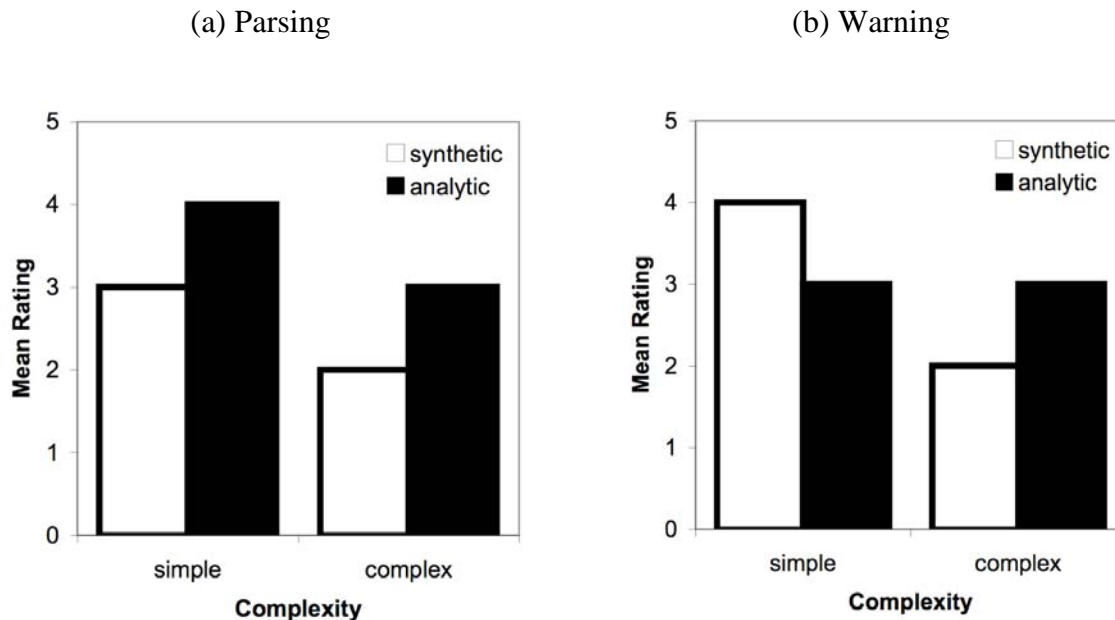 (a) Parsing
5
4
3
2
1
0
Mean Rating
synthetic
analytic
simple complex
Complexity
(b) Warning
5
4
3
2
1
0
Mean Rating
synthetic
analytic
simple complex
Complexity